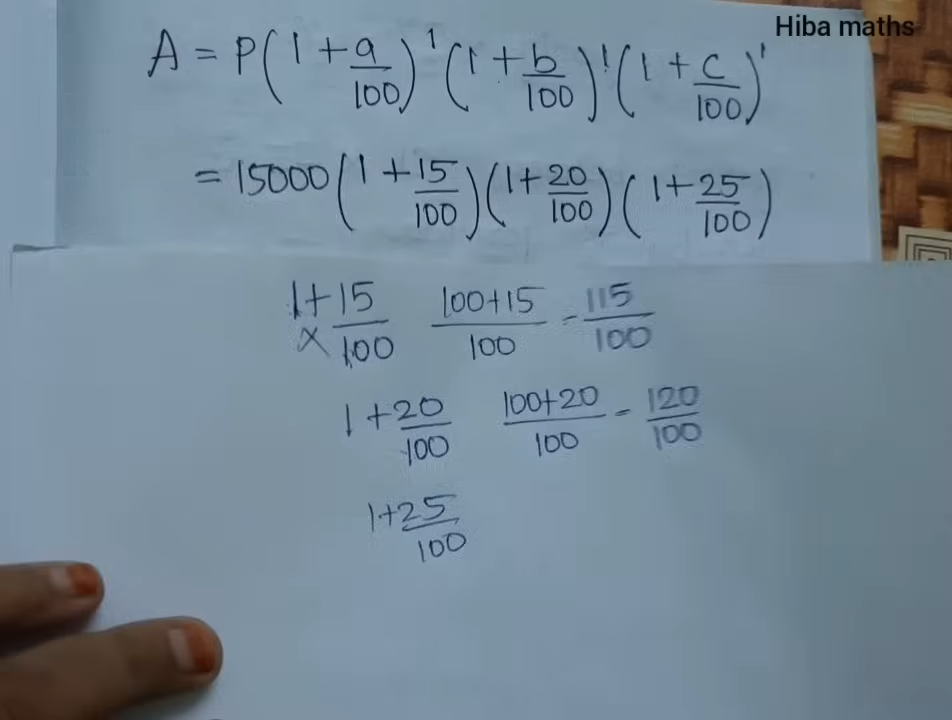 Hiba maths
A = P(1 + a/100)¹ (1 + b/100)¹ (1 + c/100)¹
= 15000 (1 + 15/100) (1 + 20/100) (1 + 25/100)
1 + 15/100 × 100+15/100 - 115/100
1 + 20/100 100+20/100 - 120/100
1 + 25/100